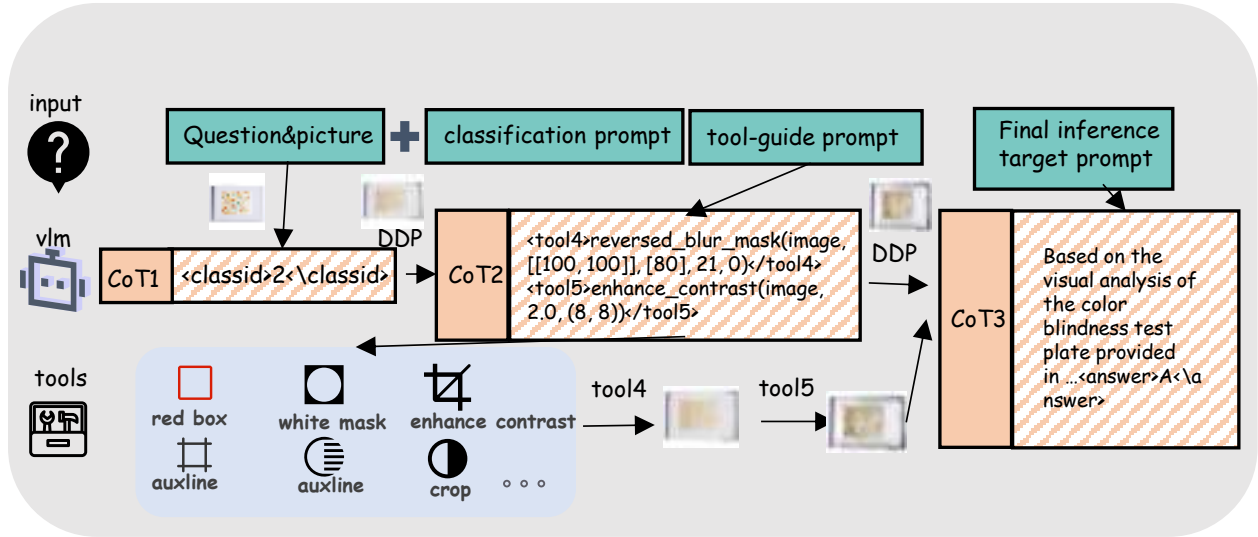 input
Question&picture
classification prompt
tool-guide prompt
Final inference
target prompt
vlm
DDP
DDP
CoT1
<classid>2<\classid>
CoT2
<tool4>reversed_blur_mask(image,
[[100, 100]], [80], 21, 0)</tool4>
<tool5>enhance_contrast(image,
2.0, (8, 8))</tool5>
CoT3
Based on the
visual analysis of
the color
blindness test
plate provided
in …<answer>A<\a
nswer>
tools
red box
white mask
enhance contrast
auxline
auxline
crop
tool4
tool5